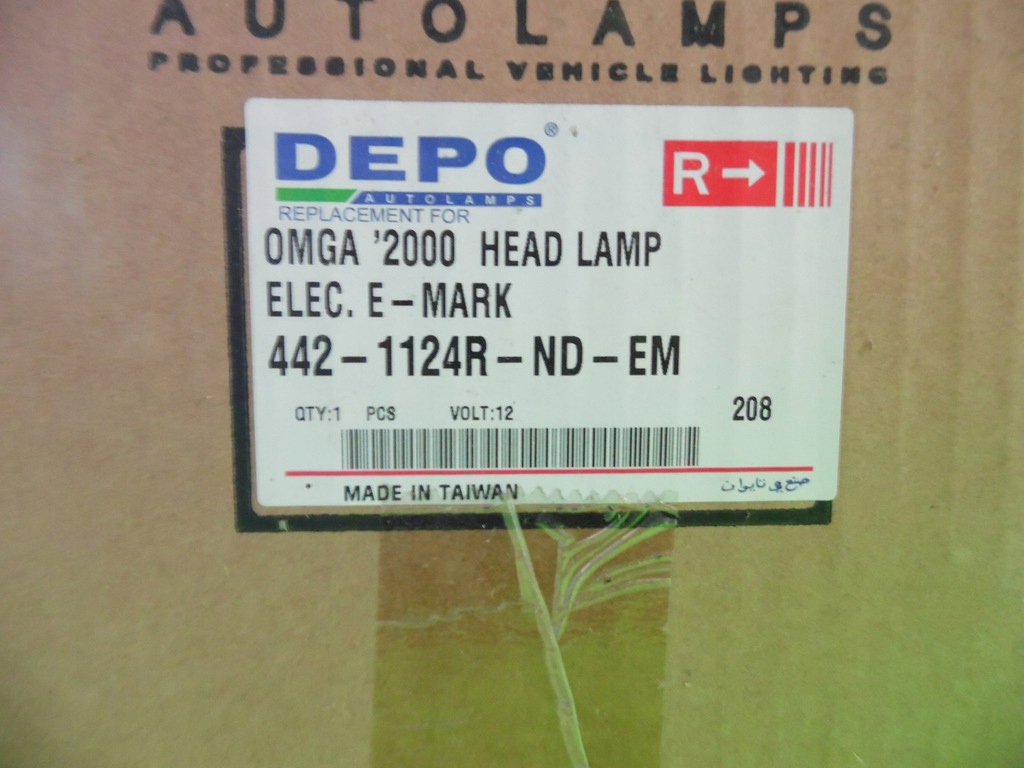 AUTOLAMPS
PROFESSIONAL VEHICLE LIGHTING
DEPO®
AUTOLAMPS
R→
REPLACEMENT FOR
OMGA '2000 HEAD LAMP
ELEC. E-MARK
442-1124R-ND-EM
QTY:1 PCS VOLT:12
208
MADE IN TAIWAN
صنع في تايوان